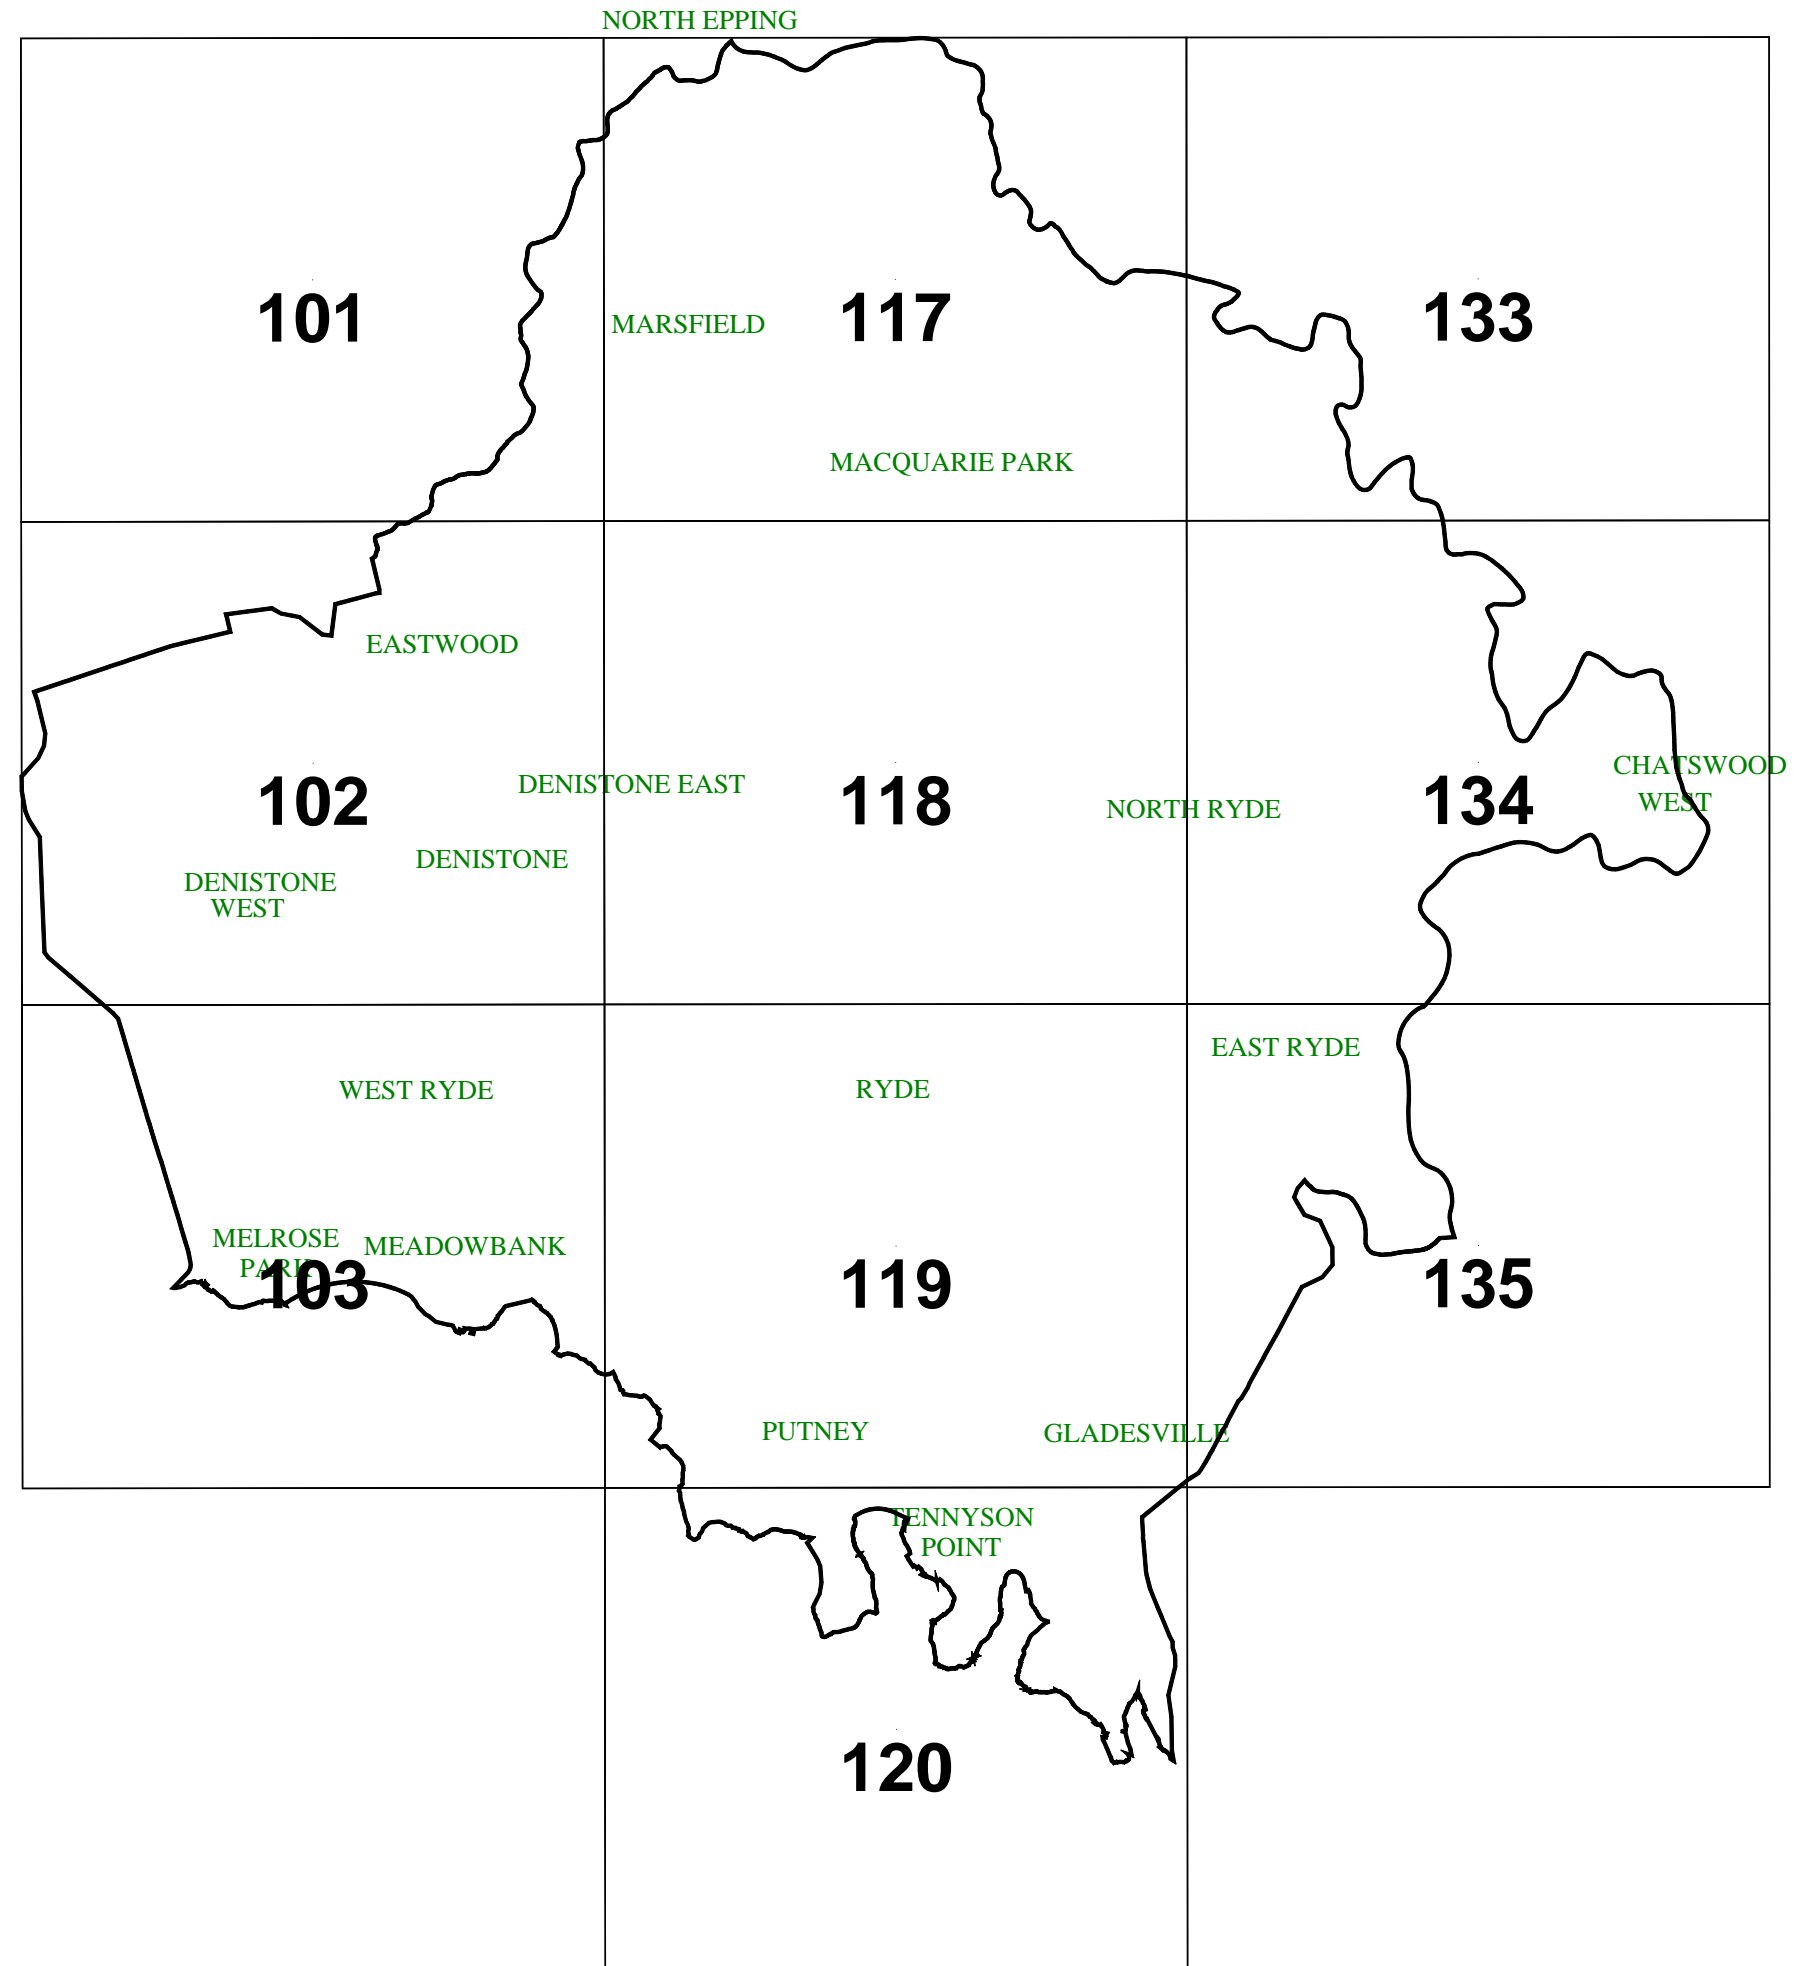 NORTH EPPING
101
MARSFIELD
117
133
MACQUARIE PARK
EASTWOOD
CHATSWOOD
WEST
102
DENISTONE EAST
118
NORTH RYDE
134
DENISTONE
DENISTONE
WEST
EAST RYDE
WEST RYDE
RYDE
MELROSE
PARK
MEADOWBANK
103
119
135
PUTNEY
GLADESVILLE
TENNYSON
POINT
120